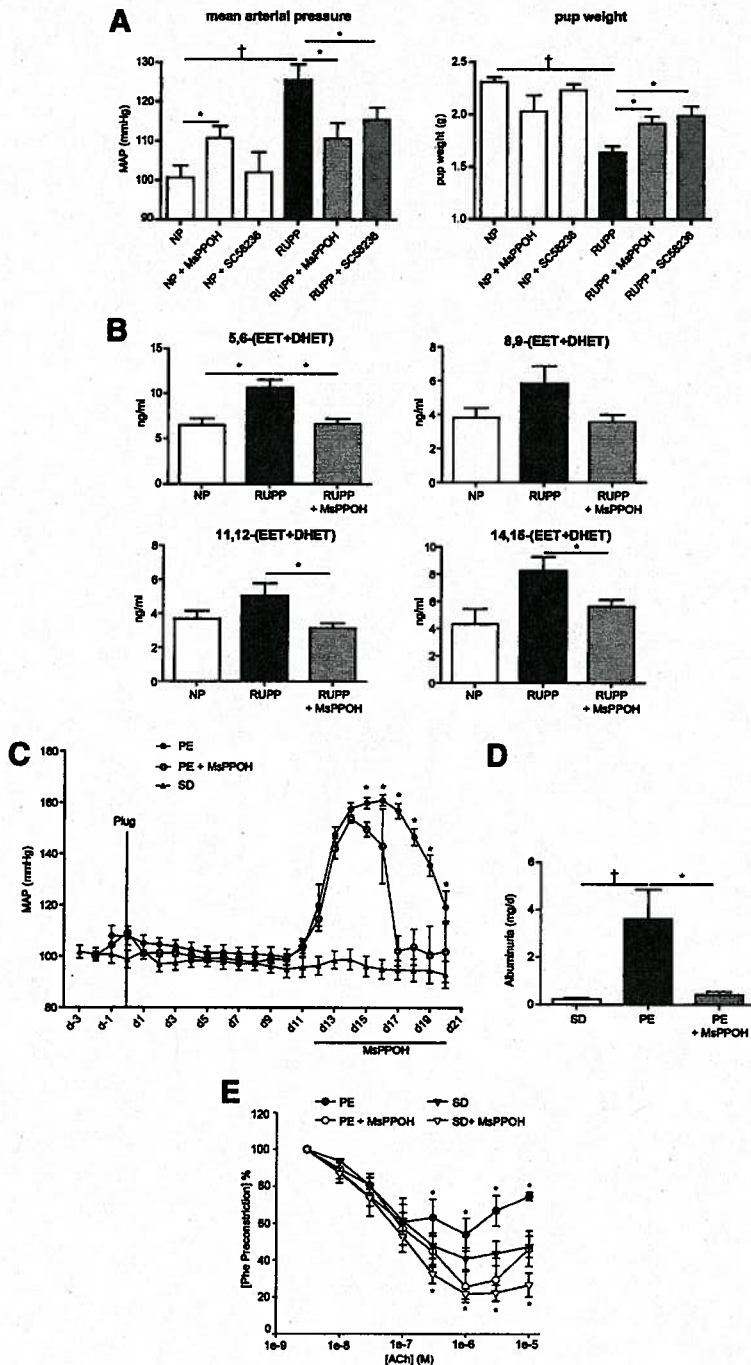 A
mean arterial pressure
pup weight
†
*
*
*
130
120
110
100
90
MAP (mmHg)
NP
NP + MsPPOH
NP + SC58236
RUPP
RUPP + MsPPOH
RUPP + SC58236
†
*
*
2.5
2.0
1.5
1.0
pup weight (g)
NP
NP + MsPPOH
NP + SC58236
RUPP
RUPP + MsPPOH
RUPP + SC58236
B
5,6-(EET+DHET)
* *
15
10
5
0
ng/ml
NP
RUPP
RUPP
+ MsPPOH
8,9-(EET+DHET)
8
6
4
2
0
ng/ml
NP
RUPP
RUPP
+ MsPPOH
11,12-(EET+DHET)
*
8
6
4
2
0
ng/ml
NP
RUPP
RUPP
+ MsPPOH
14,15-(EET+DHET)
*
10
8
6
4
2
0
ng/ml
NP
RUPP
RUPP
+ MsPPOH
C
PE
PE + MsPPOH
SD
180
160
140
120
100
80
MAP (mmHg)
Plug
* * * * * *
d-3 d-1 d1 d3 d5 d7 d9 d11 d13 d15 d17 d19 d21
MsPPOH
D
† *
6
4
2
0
Albuminuria (mg/d)
SD
PE
PE
+ MsPPOH
E
PE
SD
PE + MsPPOH
SD+ MsPPOH
120
100
80
60
40
20
0
[Phe Preconstriction] %
* * * *
* * * *
1e-9 1e-8 1e-7 1e-6 1e-5
[ACh] (M)